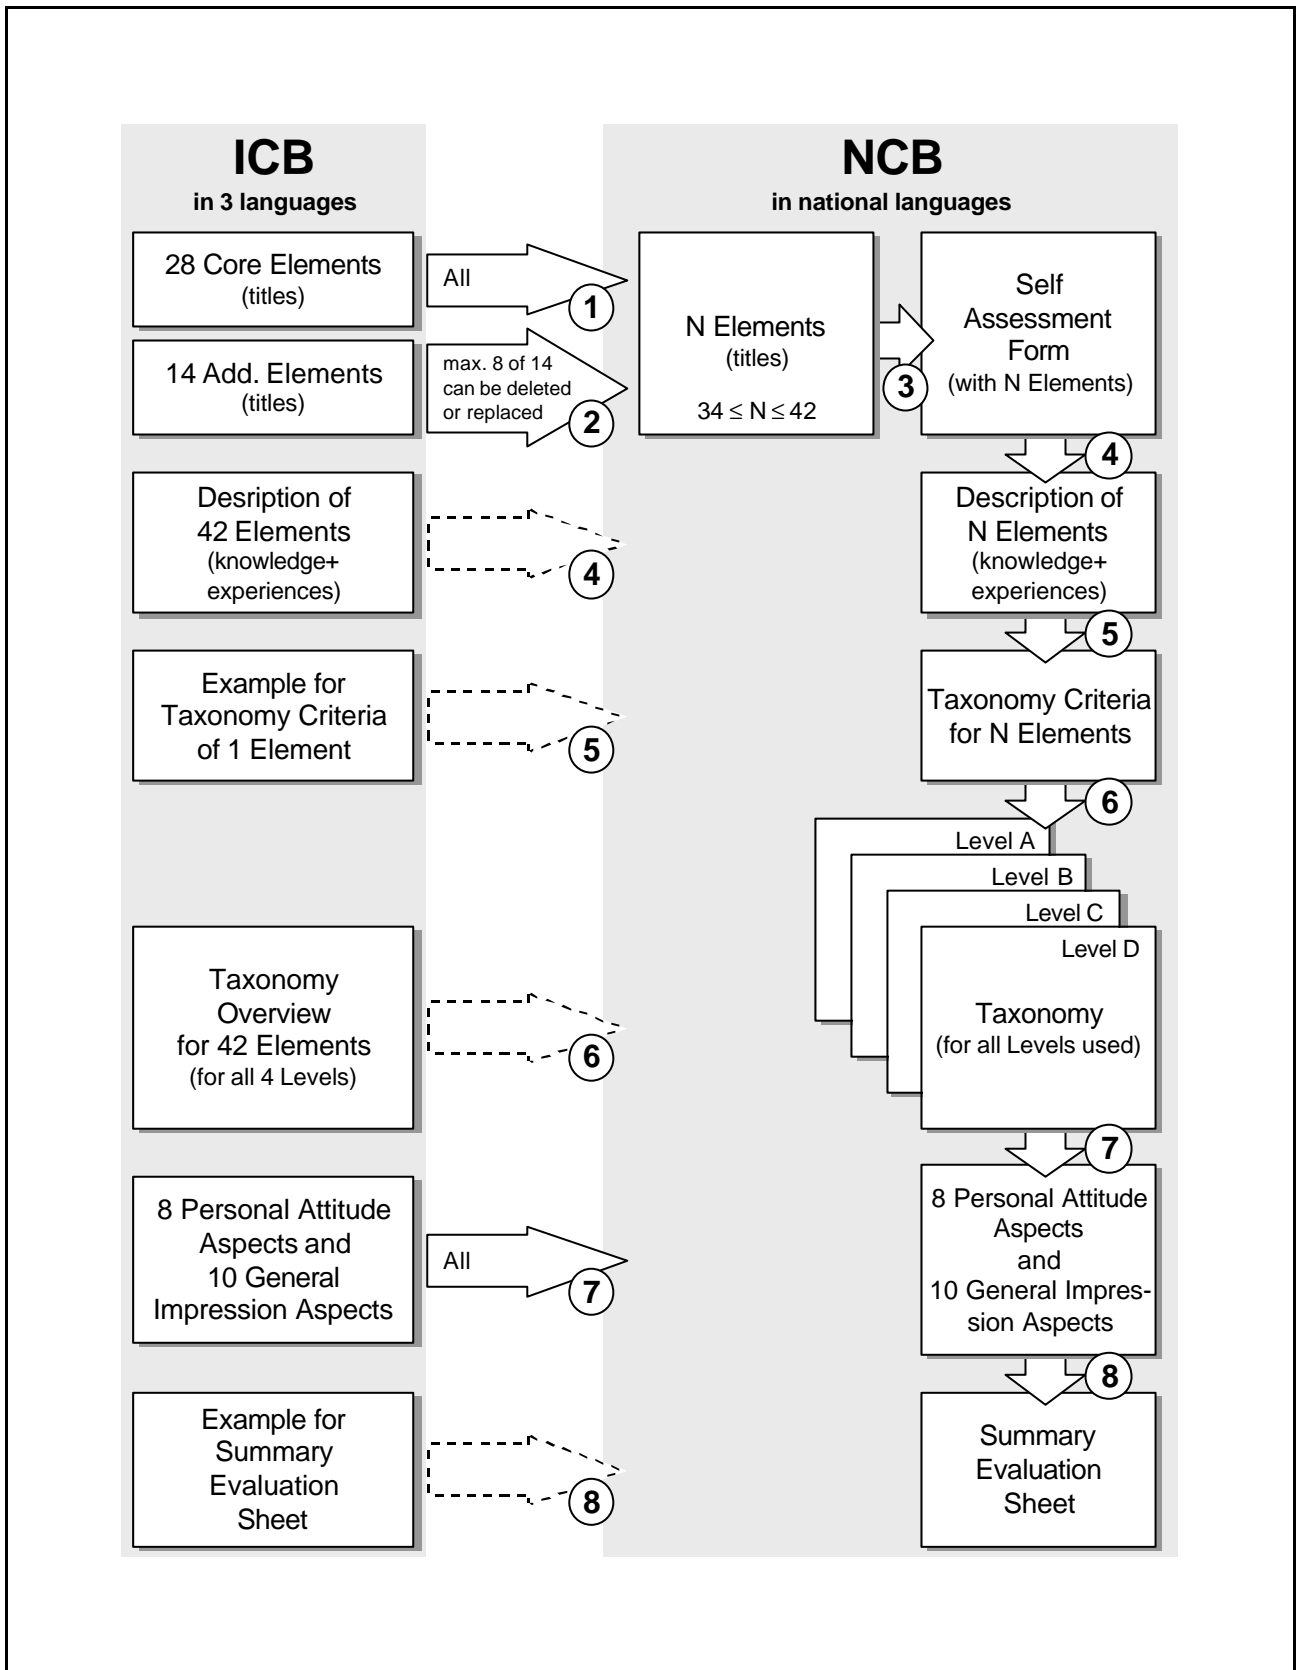 ICB
in 3 languages
28 Core Elements
(titles)
All
1
14 Add. Elements
(titles)
max. 8 of 14
can be deleted
or replaced
2
Desription of
42 Elements
(knowledge+
experiences)
4
Example for
Taxonomy Criteria
of 1 Element
5
Taxonomy
Overview
for 42 Elements
(for all 4 Levels)
6
8 Personal Attitude
Aspects and
10 General
Impression Aspects
All
7
Example for
Summary
Evaluation
Sheet
8
NCB
in national languages
N Elements
(titles)
34 ≤ N ≤ 42
3
Self
Assessment
Form
(with N Elements)
4
Description of
N Elements
(knowledge+
experiences)
5
Taxonomy Criteria
for N Elements
6
Level A
Level B
Level C
Level D
Taxonomy
(for all Levels used)
7
8 Personal Attitude
Aspects
and
10 General Impres-
sion Aspects
8
Summary
Evaluation
Sheet